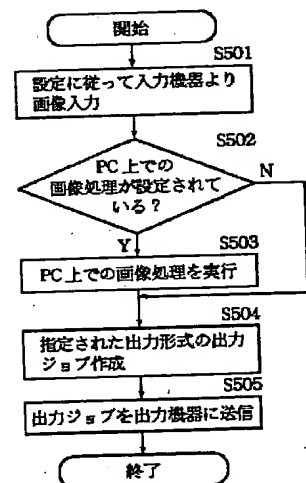 開始
S501
設定に従って入力機器より
画像入力
S502
PC上での
画像処理が設定されて
いる？
N
Y
S503
PC上での画像処理を実行
S504
指定された出力形式の出力
ジョブ作成
S505
出力ジョブを出力機器に送信
終了